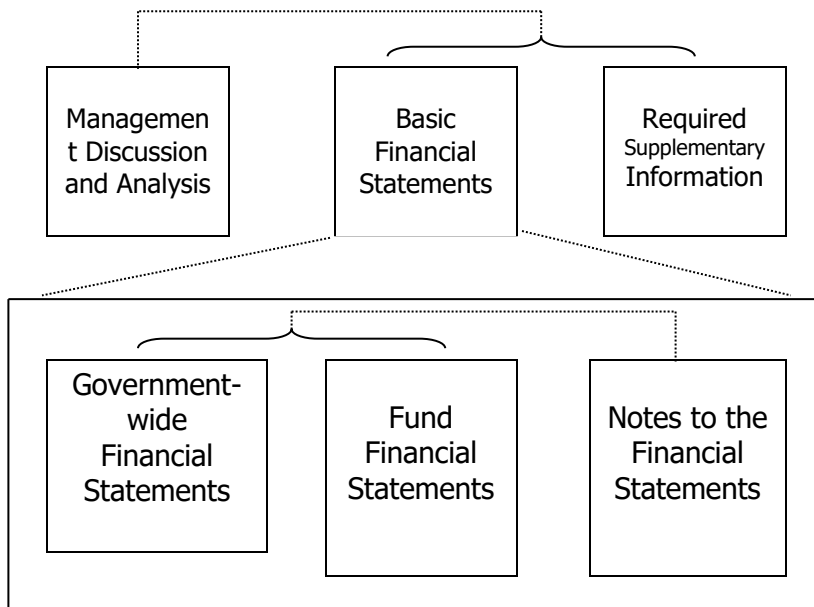 Managemen
t Discussion
and Analysis
Basic
Financial
Statements
Required
Supplementary
Information
Government-
wide
Financial
Statements
Fund
Financial
Statements
Notes to the
Financial
Statements